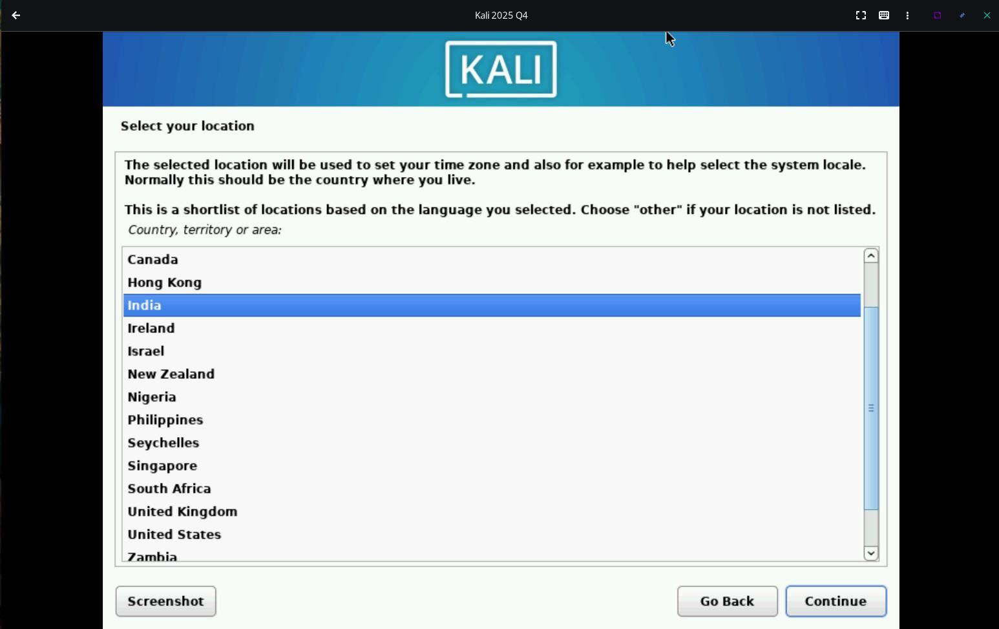 Kali 2025 Q4
KALI
Select your location
The selected location will be used to set your time zone and also for example to help select the system locale.
Normally this should be the country where you live.
This is a shortlist of locations based on the language you selected. Choose "other" if your location is not listed.
Country, territory or area:
Canada
Hong Kong
India
Ireland
Israel
New Zealand
Nigeria
Philippines
Seychelles
Singapore
South Africa
United Kingdom
United States
Zambia
Screenshot
Go Back
Continue